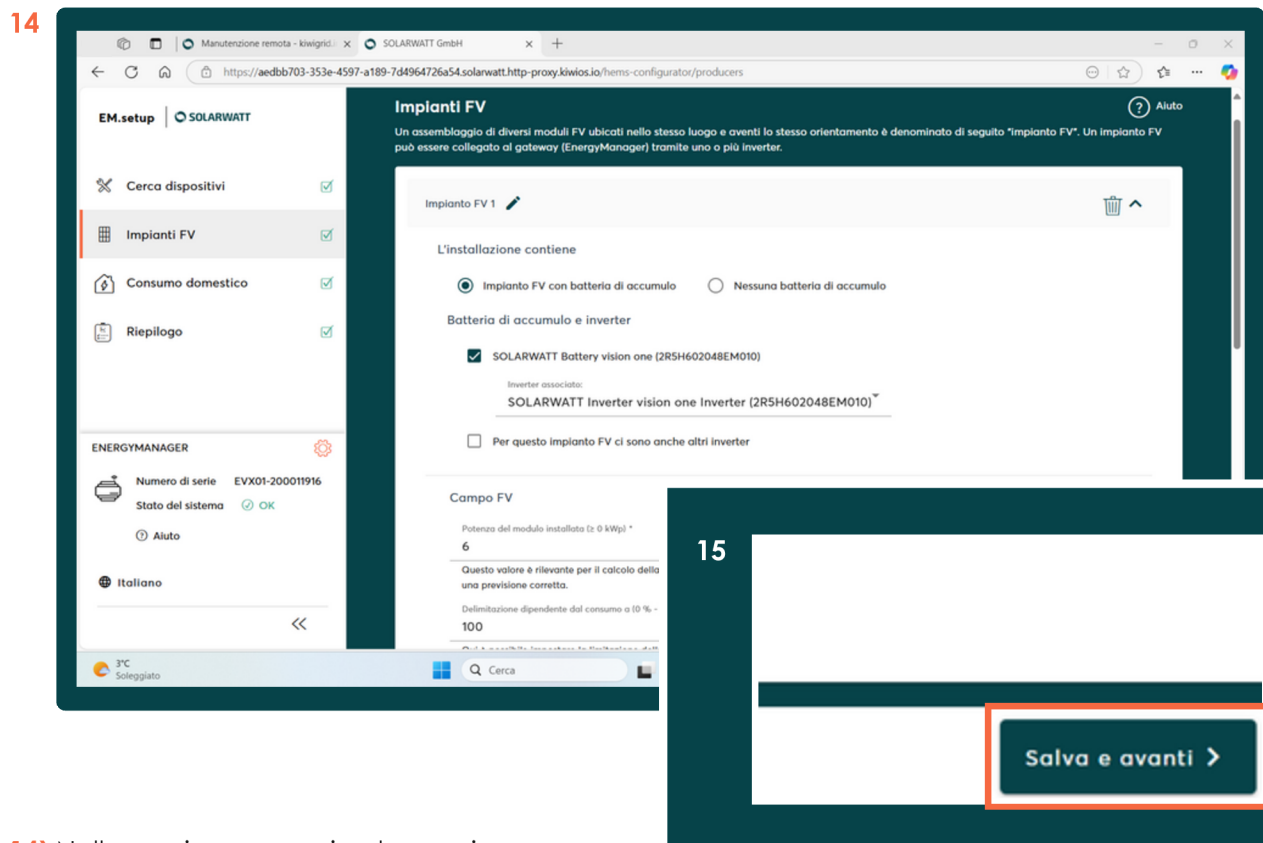 14
Manutenzione remota - kiwigrid.
SOLARWATT GmbH
https://aedbb703-353e-4597-a189-7d4964726a54.solarwatt.http-proxy.kiwios.io/hems-configurator/producers
EM.setup SOLARWATT
Cerca dispositivi
Impianti FV
Consumo domestico
Riepilogo
ENERGYMANAGER
Numero di serie EVX01-200011916
Stato del sistema OK
Aiuto
Italiano
Impianti FV
Aiuto
Un assemblaggio di diversi moduli FV ubicati nello stesso luogo e aventi lo stesso orientamento è denominato di seguito "Impianto FV". Un impianto FV
può essere collegato al gateway (EnergyManager) tramite uno o più inverter.
Impianto FV 1
L'installazione contiene
Impianto FV con batteria di accumulo
Nessuna batteria di accumulo
Batteria di accumulo e inverter
SOLARWATT Battery vision one (2R5H602048EM010)
Inverter associato:
SOLARWATT Inverter vision one Inverter (2R5H602048EM010)
Per questo impianto FV ci sono anche altri inverter
Campo FV
Potenza del modulo installata (≥ 0 kWp) *
6
Questo valore è rilevante per il calcolo della
una previsione corretta.
Delimitazione dipendente dal consumo a (0 % -
100
3°C
Soleggiato
Cerca
15
Salva e avanti